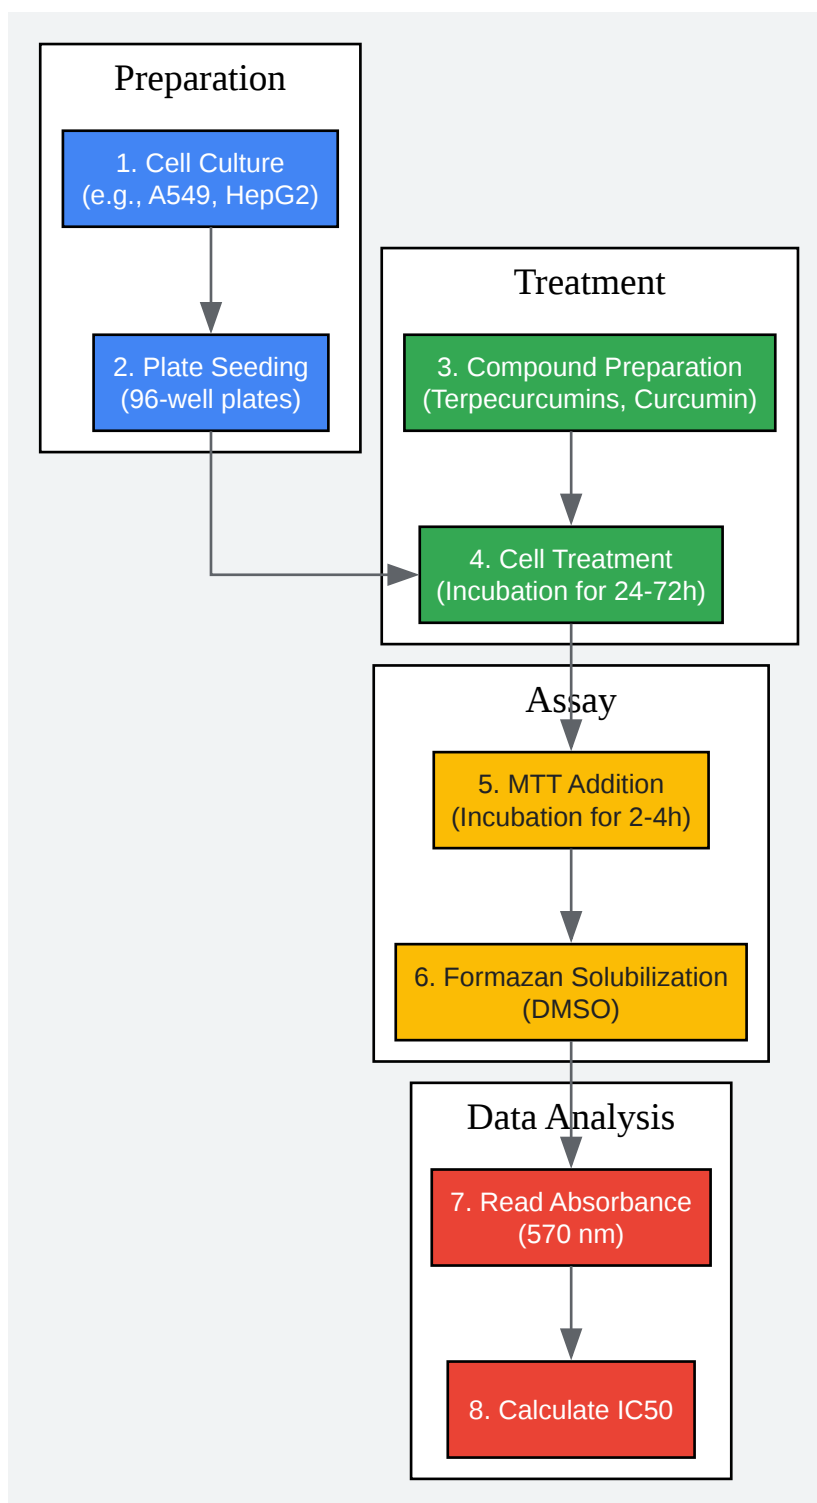 Preparation
1. Cell Culture
(e.g., A549, HepG2)
2. Plate Seeding
(96-well plates)
Treatment
3. Compound Preparation
(Terpecurcumins, Curcumin)
4. Cell Treatment
(Incubation for 24-72h)
Assay
5. MTT Addition
(Incubation for 2-4h)
6. Formazan Solubilization
(DMSO)
Data Analysis
7. Read Absorbance
(570 nm)
8. Calculate IC50